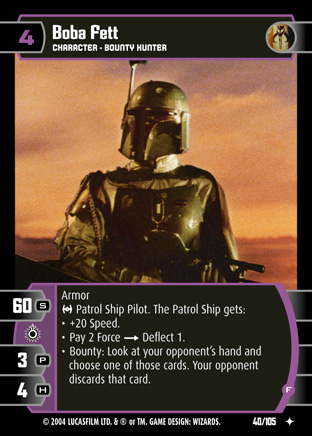 4
Boba Fett
CHARACTER • BOUNTY HUNTER
60 S
Armor
Patrol Ship Pilot. The Patrol Ship gets:
• +20 Speed.
• Pay 2 Force → Deflect 1.
3 P
• Bounty: Look at your opponent's hand and
choose one of those cards. Your opponent
4 H
discards that card.
F
© 2004 LUCASFILM LTD. & ® or TM. GAME DESIGN: WIZARDS.
40/105